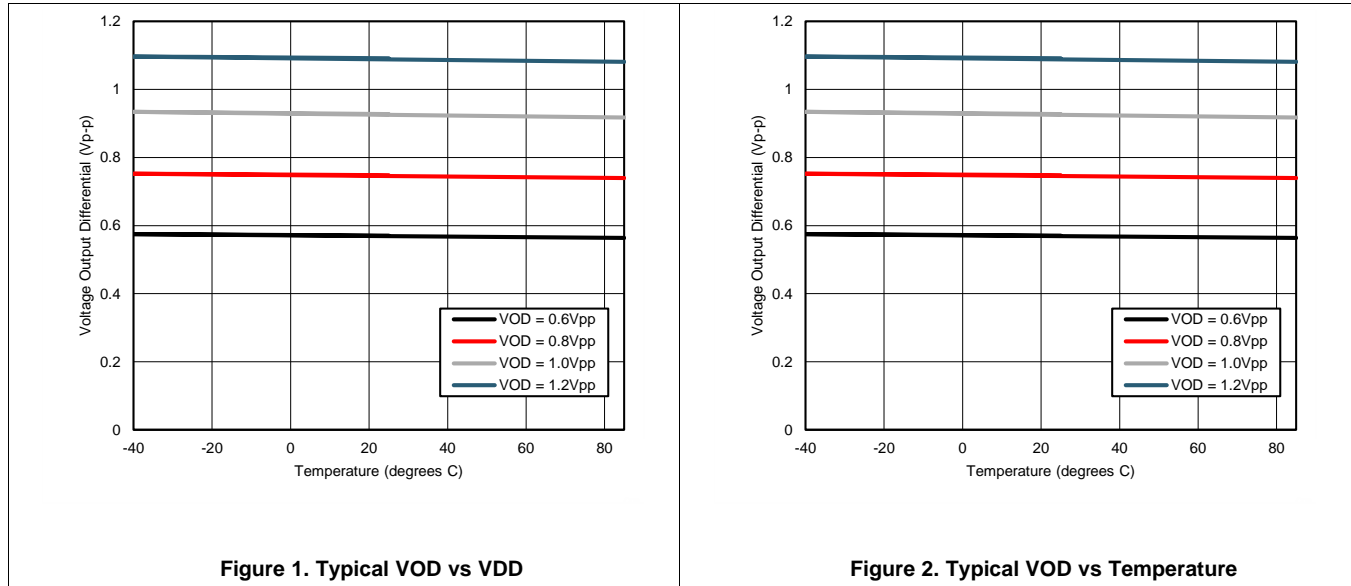 1.2
1
0.8
0.6
0.4
0.2
0
Voltage Output Differential (Vp-p)
-40
-20
0
20
40
60
80
Temperature (degrees C)
VOD = 0.6Vpp
VOD = 0.8Vpp
VOD = 1.0Vpp
VOD = 1.2Vpp
Figure 1. Typical VOD vs VDD
1.2
1
0.8
0.6
0.4
0.2
0
Voltage Output Differential (Vp-p)
-40
-20
0
20
40
60
80
Temperature (degrees C)
VOD = 0.6Vpp
VOD = 0.8Vpp
VOD = 1.0Vpp
VOD = 1.2Vpp
Figure 2. Typical VOD vs Temperature